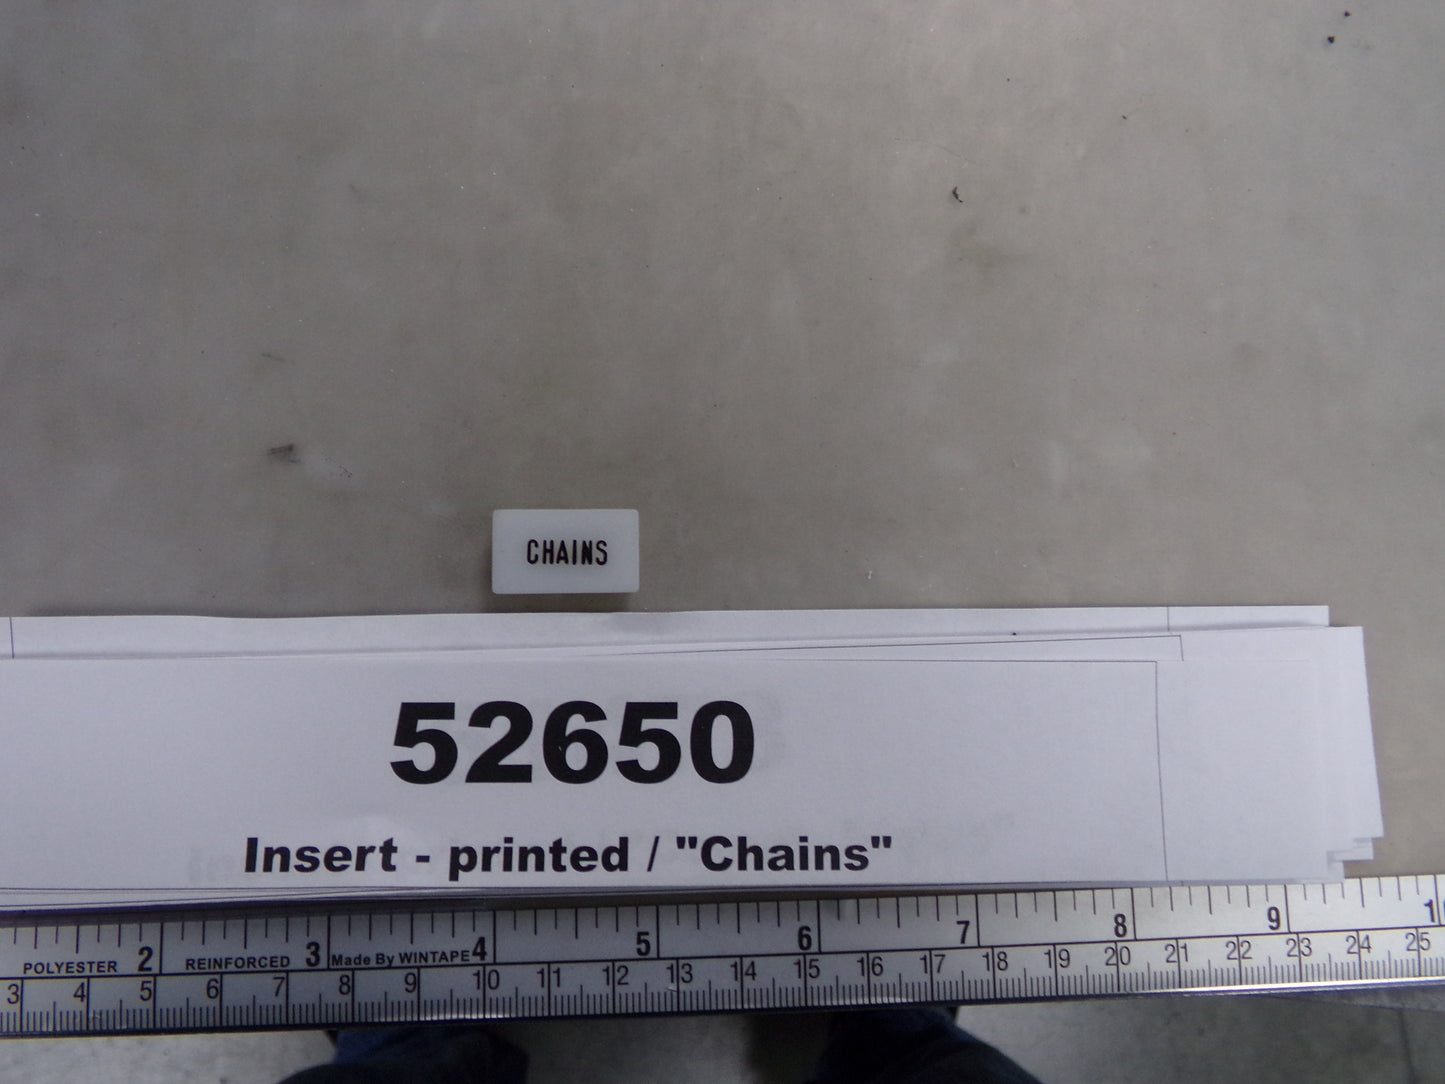 CHAINS
52650
Insert - printed / "Chains"
2 3 4 5 6 7 8 9
POLYESTER REINFORCED Made By WINTAPE
3 4 5 6 7 8 9 10 11 12 13 14 15 16 17 18 19 20 21 22 23 24 25